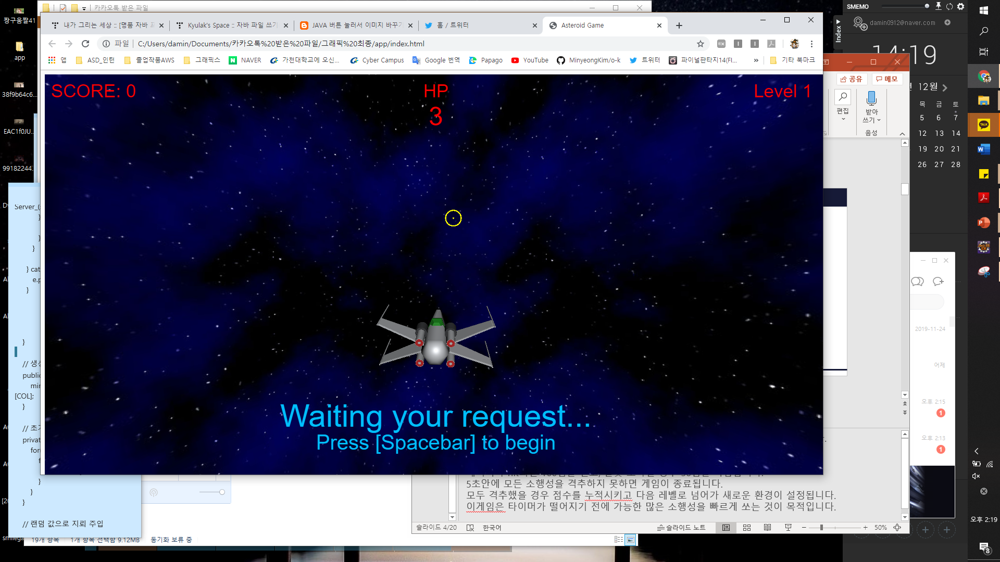 짱구움짤41
app
38f9b64c6...
EAC1f0JU...
99182244...
카카오톡 받은 파일
내가 그리는 세상 :: [명품 자바 프
Kyulak's Space :: 자바 파일 쓰기
JAVA 버튼 눌러서 이미지 바꾸기
홈 / 트위터
Asteroid Game
파일
C:/Users/damin/Documents/카카오톡%20받은%20파일/그래픽%20최종/app/index.html
앱
ASD_인턴
졸업작품AWS
그래픽스
NAVER
가천대학교에 오신...
Cyber Campus
Google 번역
Papago
YouTube
MinyeongKim/o-k
트위터
파이널판타지14(FI...
»
기타 북마크
SCORE: 0
HP
3
Level 1
Waiting your request...
Press [Spacebar] to begin
Server_(
}
}
}
} cat
e.p
}
}
// 생성
public
min
[COL];
}
// 초기
private
for
f
}
}
}
// 랜덤 값으로 지뢰 주입
19개 항목
1개 항목 선택함 9.12MB
동기화 보류 중
5초안에 모든 소행성을 격추하지 못하면 게임이 종료됩니다.
모두 격추했을 경우 점수를 누적시키고 다음 레벨로 넘어가 새로운 환경이 설정됩니다.
이게임은 타이머가 떨어지기 전에 가능한 많은 소행성을 빠르게 쏘는 것이 목적입니다.
슬라이드 4/20
한국어
슬라이드 노트
50%
공유
메모
편집
받아
쓰기
음성
SMEMO
Index
damin0912@naver.com
14:19
12월
목 금 토
5 6 7
12 13 14
19 20 21
26 27 28
2019-11-24
어제
오후 2:15
1
오후 2:13
1
TALK
오후 2:19
8